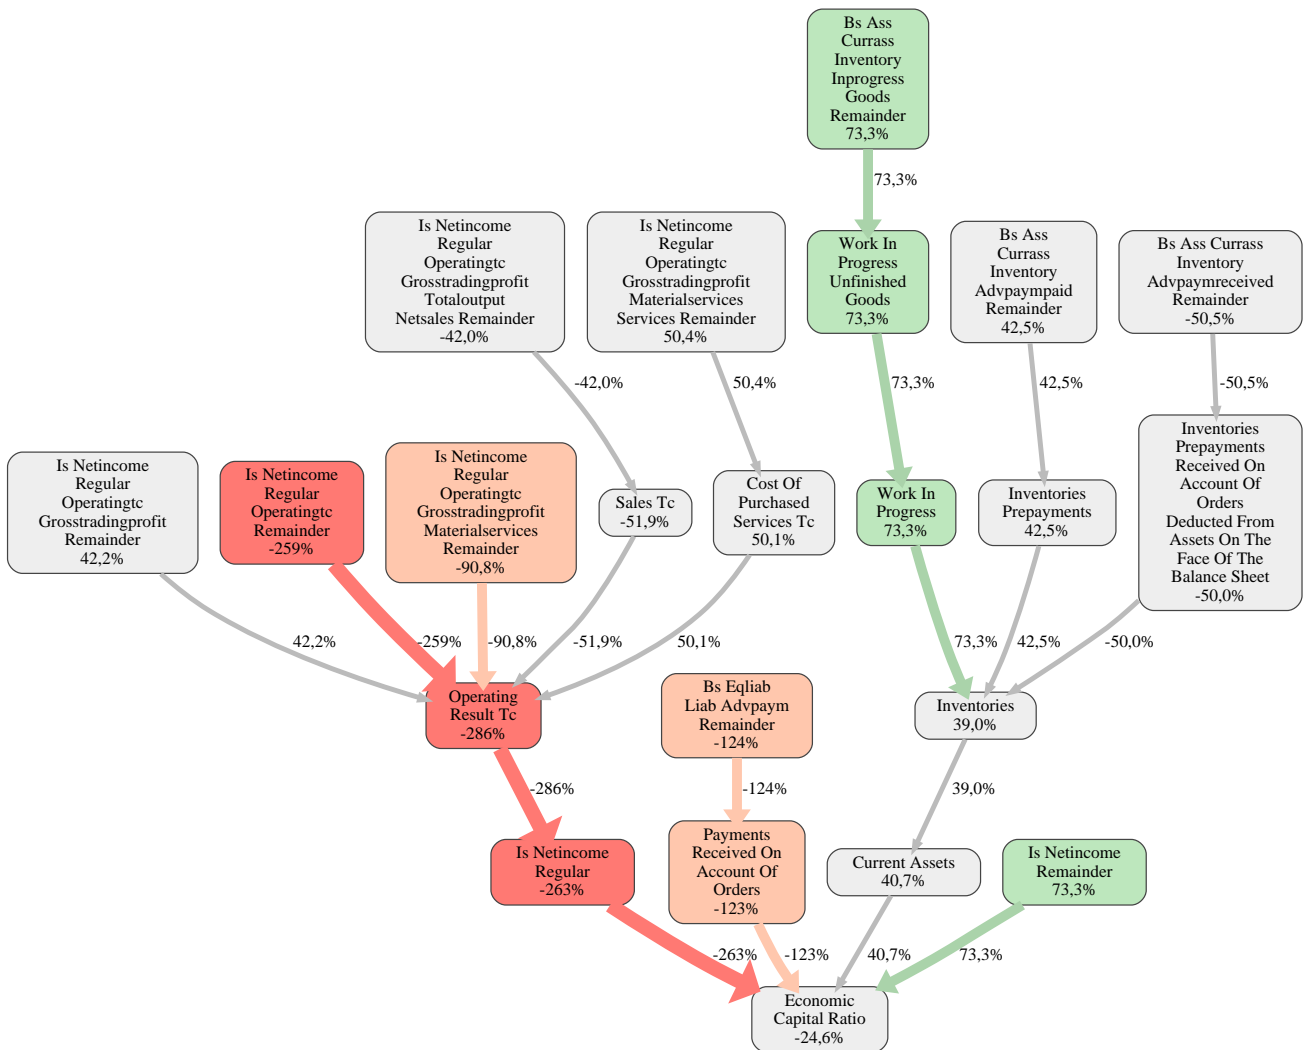 Bs Ass
Currass
Inventory
Inprogress
Goods
Remainder
73,3%
73,3%
Is Netincome
Regular
Operatingtc
Grosstradingprofit
Totaloutput
Netsales Remainder
-42,0%
Is Netincome
Regular
Operatingtc
Grosstradingprofit
Materialservices
Services Remainder
50,4%
Work In
Progress
Unfinished
Goods
73,3%
Bs Ass
Currass
Inventory
Advpaympaid
Remainder
42,5%
Bs Ass Currass
Inventory
Advpaymreceived
Remainder
-50,5%
-42,0%
50,4%
73,3%
42,5%
-50,5%
Is Netincome
Regular
Operatingtc
Grosstradingprofit
Remainder
42,2%
Is Netincome
Regular
Operatingtc
Remainder
-259%
Is Netincome
Regular
Operatingtc
Grosstradingprofit
Materialservices
Remainder
-90,8%
Sales Tc
-51,9%
Cost Of
Purchased
Services Tc
50,1%
Work In
Progress
73,3%
Inventories
Prepayments
42,5%
Inventories
Prepayments
Received On
Account Of
Orders
Deducted From
Assets On The
Face Of The
Balance Sheet
-50,0%
42,2%
-259%
-90,8%
-51,9%
50,1%
73,3%
42,5%
-50,0%
Operating
Result Tc
-286%
Bs Eqliab
Liab Advpaym
Remainder
-124%
Inventories
39,0%
-286%
-124%
39,0%
Is Netincome
Regular
-263%
Payments
Received On
Account Of
Orders
-123%
Current Assets
40,7%
Is Netincome
Remainder
73,3%
-263%
-123%
40,7%
73,3%
Economic
Capital Ratio
-24,6%